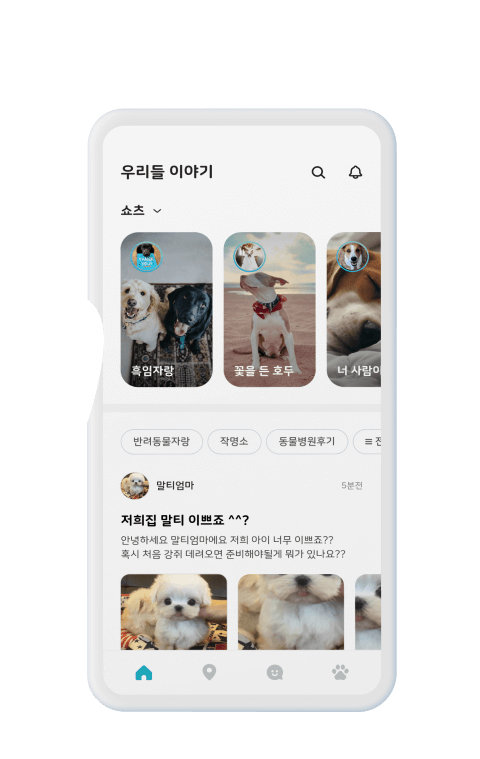 우리들 이야기
쇼츠
흑임자랑
꽃을 든 호두
너 사람이
반려동물자랑
작명소
동물병원후기
말티엄마
5분전
저희집 말티 이쁘죠 ^^?
안녕하세요 말티엄마에요 저희 아이 너무 이쁘죠??
혹시 처음 강쥐 데려오면 준비해야될게 뭐가 있나요??